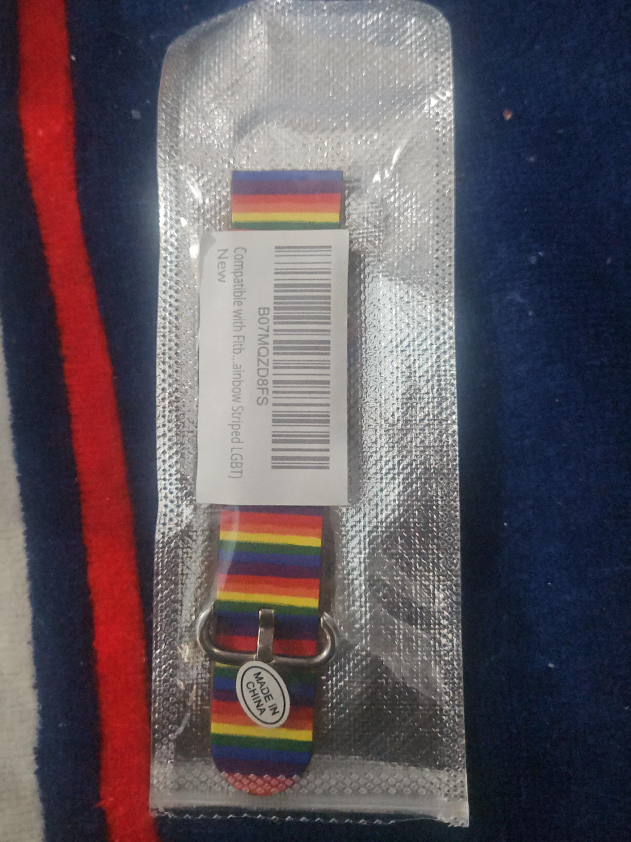 B07MQZD8FS
Compatible with Fitb...ainbow Striped LGBT)
New
MADE IN
CHINA